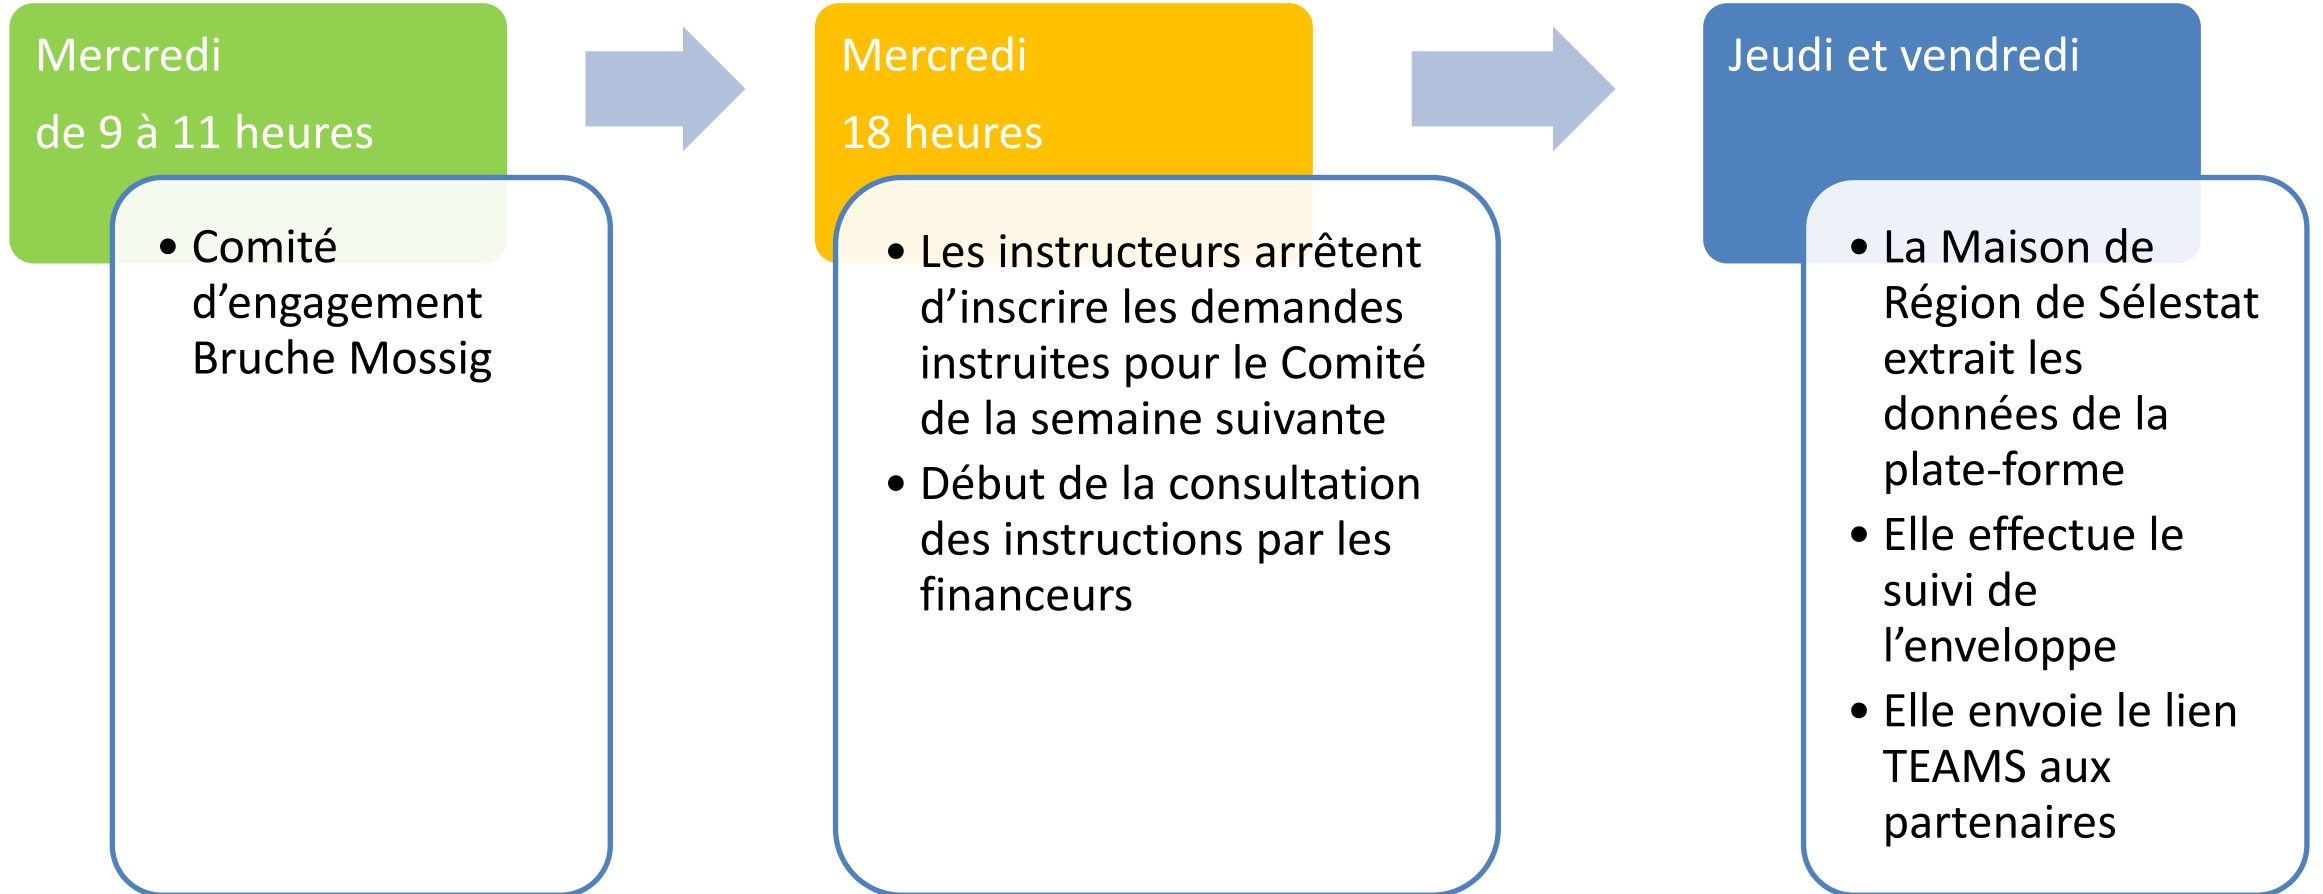 Mercredi
de 9 à 11 heures
• Comité
d’engagement
Bruche Mossig
Mercredi
18 heures
• Les instructeurs arrêtent
d’inscrire les demandes
instruites pour le Comité
de la semaine suivante
• Début de la consultation
des instructions par les
financeurs
Jeudi et vendredi
• La Maison de
Région de Sélestat
extrait les
données de la
plate-forme
• Elle effectue le
suivi de
l’enveloppe
• Elle envoie le lien
TEAMS aux
partenaires